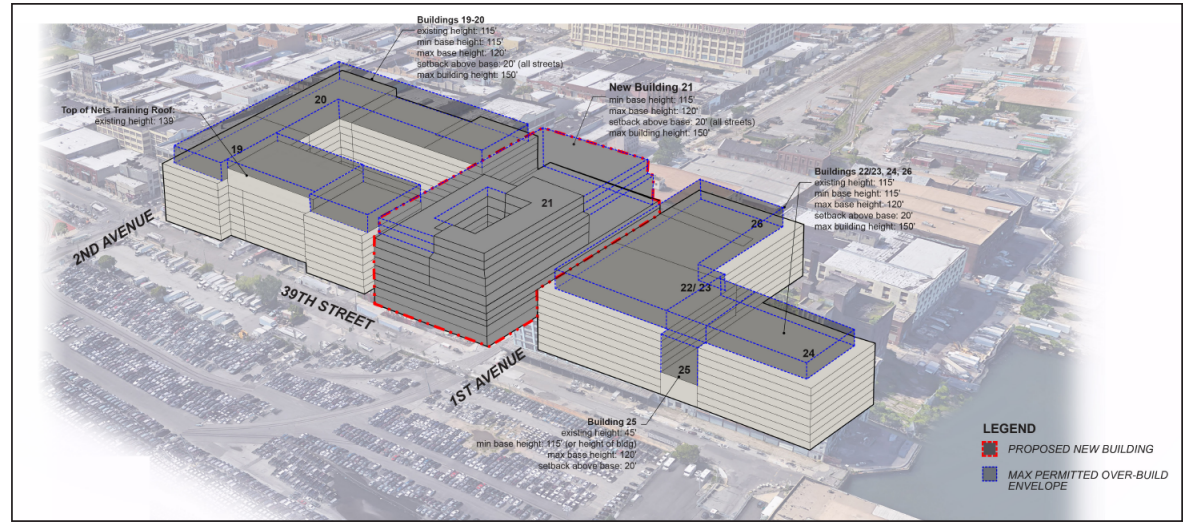 Buildings 19-20
existing height: 115'
min base height: 115'
max base height: 120'
setback above base: 20' (all streets)
max building height: 150'
New Building 21
min base height: 115'
max base height: 120'
setback above base: 20' (all streets)
max building height: 150'
Top of Nets Training Roof:
existing height: 139
20
19
21
Buildings 22/23, 24, 26
existing height: 115'
min base height: 115'
max base height: 120'
setback above base: 20'
max building height: 150'
26
22/ 23
24
25
2ND AVENUE
39TH STREET
1ST AVENUE
Building 25
existing height: 45'
min base height: 115' (or height of bldg)
max base height: 120'
setback above base: 20'
LEGEND
PROPOSED NEW BUILDING
MAX PERMITTED OVER-BUILD
ENVELOPE